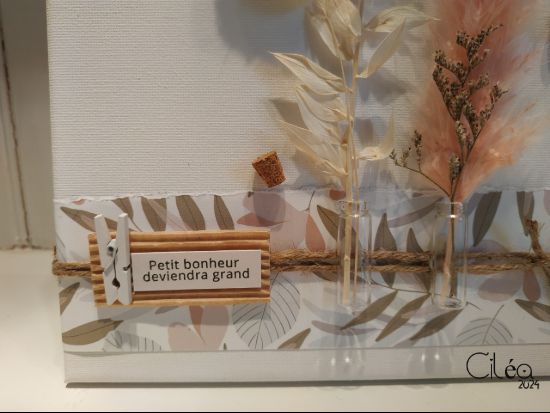 Petit bonheur
deviendra grand
Ciléa
2024